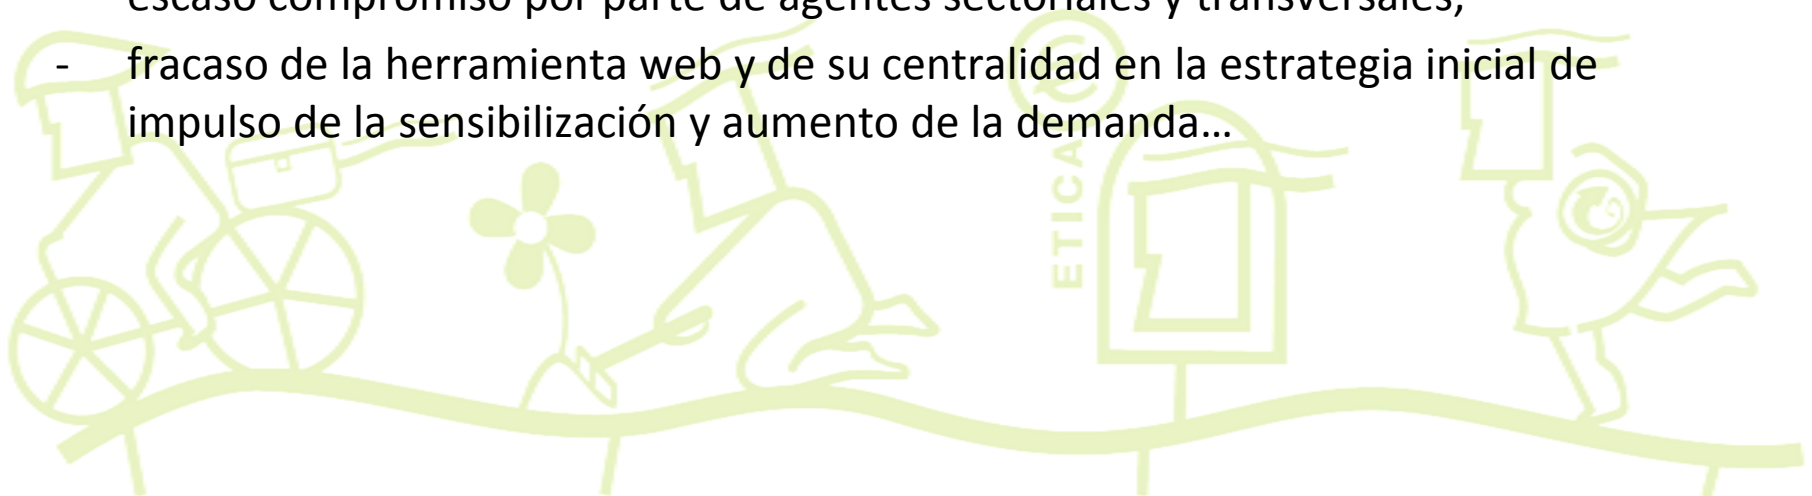 escaso compromiso por parte de agentes sectoriales y transversales,
- fracaso de la herramienta web y de su centralidad en la estrategia inicial de
impulso de la sensibilización y aumento de la demanda...
ETICA